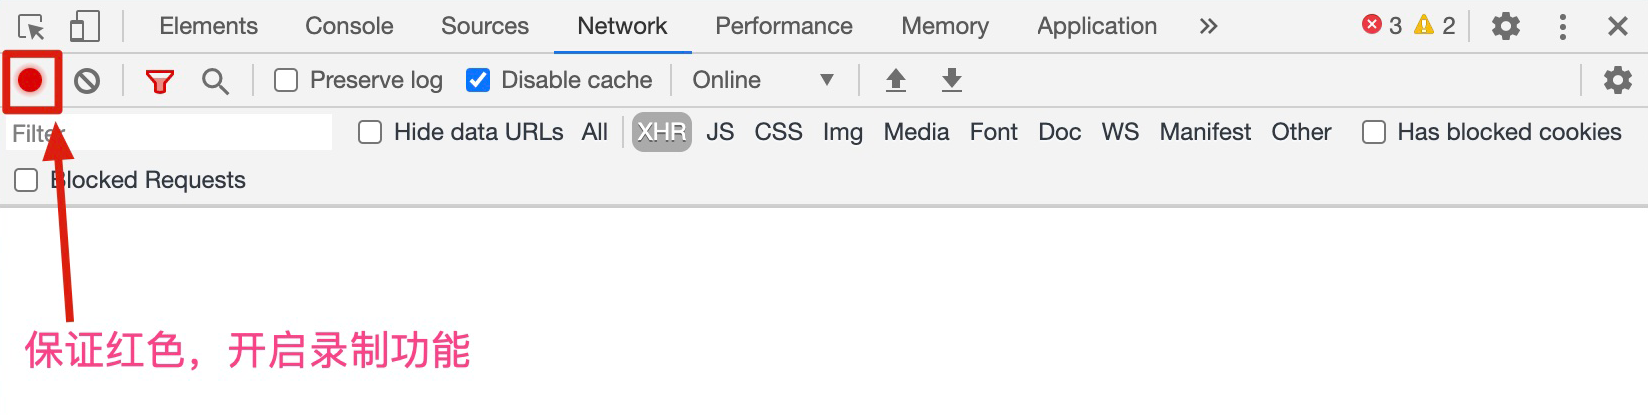 Elements Console Sources Network Performance Memory Application 3 2
Preserve log Disable cache Online
Filter Hide data URLs All XHR JS CSS Img Media Font Doc WS Manifest Other Has blocked cookies
Blocked Requests
保证红色，开启录制功能